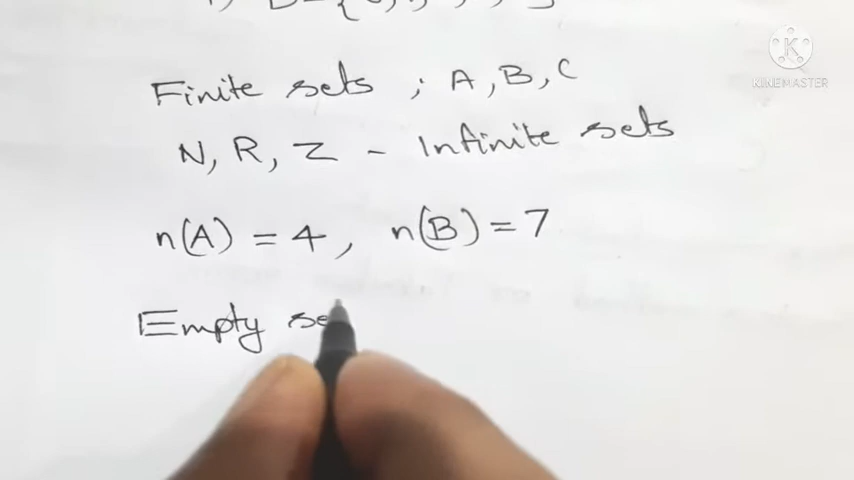 Finite sets ; A, B, C
N, R, Z - Infinite sets
n(A) = 4, n(B) = 7
Empty se
KINEMASTER